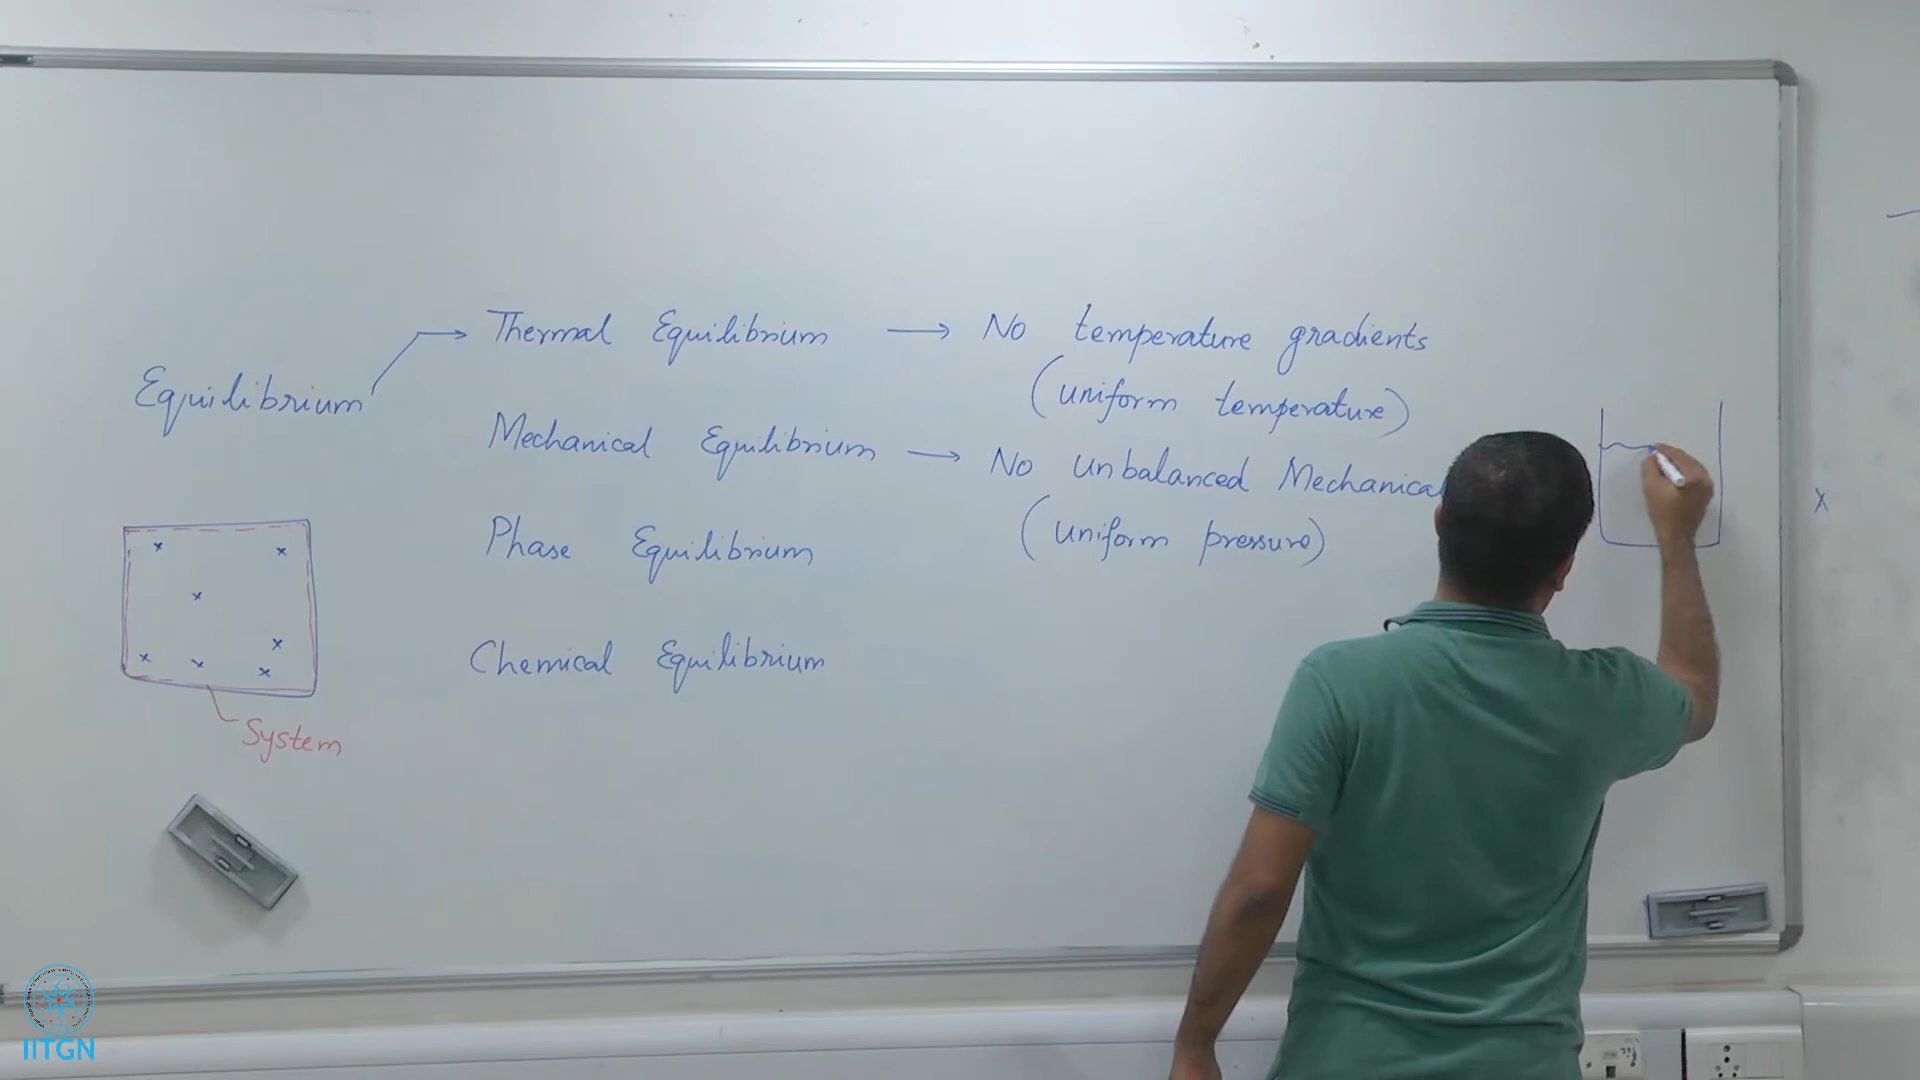 Thermal Equilibrium → No temperature gradients
Equilibrium
(uniform temperature)
Mechanical Equilibrium → No unbalanced Mechanical
(uniform pressure)
Phase Equilibrium
Chemical Equilibrium
System
IITGN